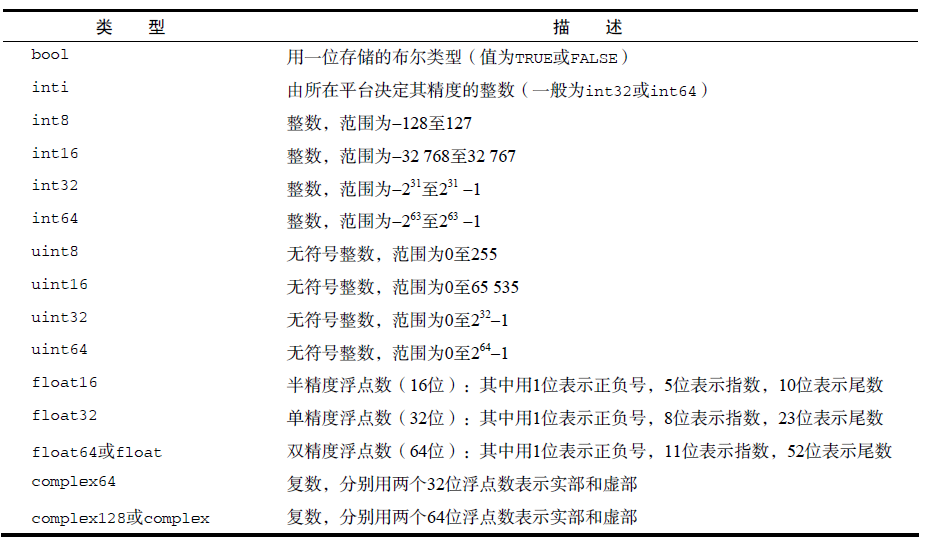 类 型 描 述
bool 用一位存储的布尔类型（值为TRUE或FALSE）
inti 由所在平台决定其精度的整数（一般为int32或int64）
int8 整数，范围为–128至127
int16 整数，范围为–32 768至32 767
int32 整数，范围为–2³¹至2³¹ –1
int64 整数，范围为–2⁶³至2⁶³ –1
uint8 无符号整数，范围为0至255
uint16 无符号整数，范围为0至65 535
uint32 无符号整数，范围为0至2³²–1
uint64 无符号整数，范围为0至2⁶⁴–1
float16 半精度浮点数（16位）：其中用1位表示正负号，5位表示指数，10位表示尾数
float32 单精度浮点数（32位）：其中用1位表示正负号，8位表示指数，23位表示尾数
float64或float 双精度浮点数（64位）：其中用1位表示正负号，11位表示指数，52位表示尾数
complex64 复数，分别用两个32位浮点数表示实部和虚部
complex128或complex 复数，分别用两个64位浮点数表示实部和虚部